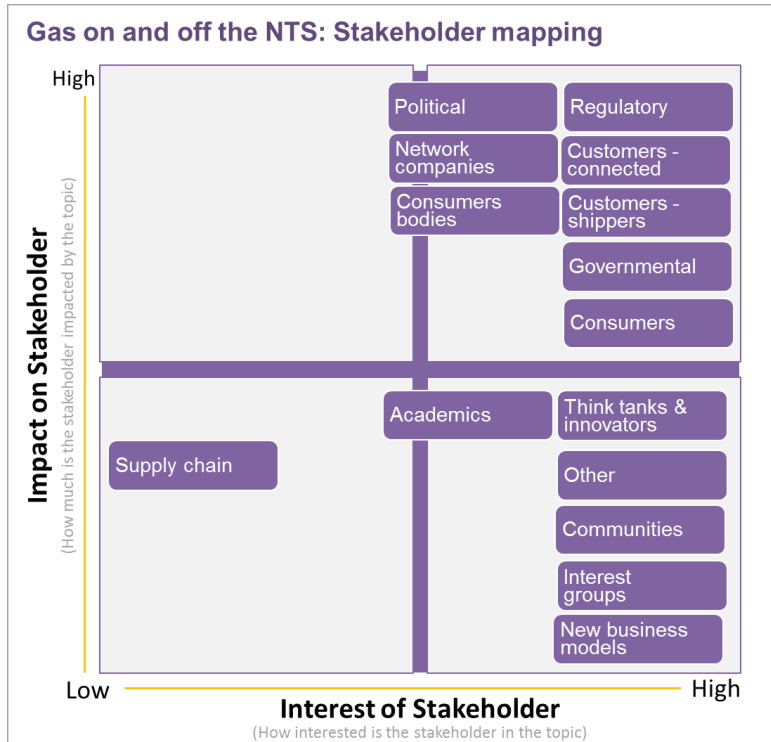 Gas on and off the NTS: Stakeholder mapping
High
Impact on Stakeholder
(How much is the stakeholder impacted by the topic)
Political
Regulatory
Network
companies
Customers -
connected
Consumers
bodies
Customers -
shippers
Governmental
Consumers
Academics
Think tanks &
innovators
Supply chain
Other
Communities
Interest
groups
New business
models
Low
High
Interest of Stakeholder
(How interested is the stakeholder in the topic)